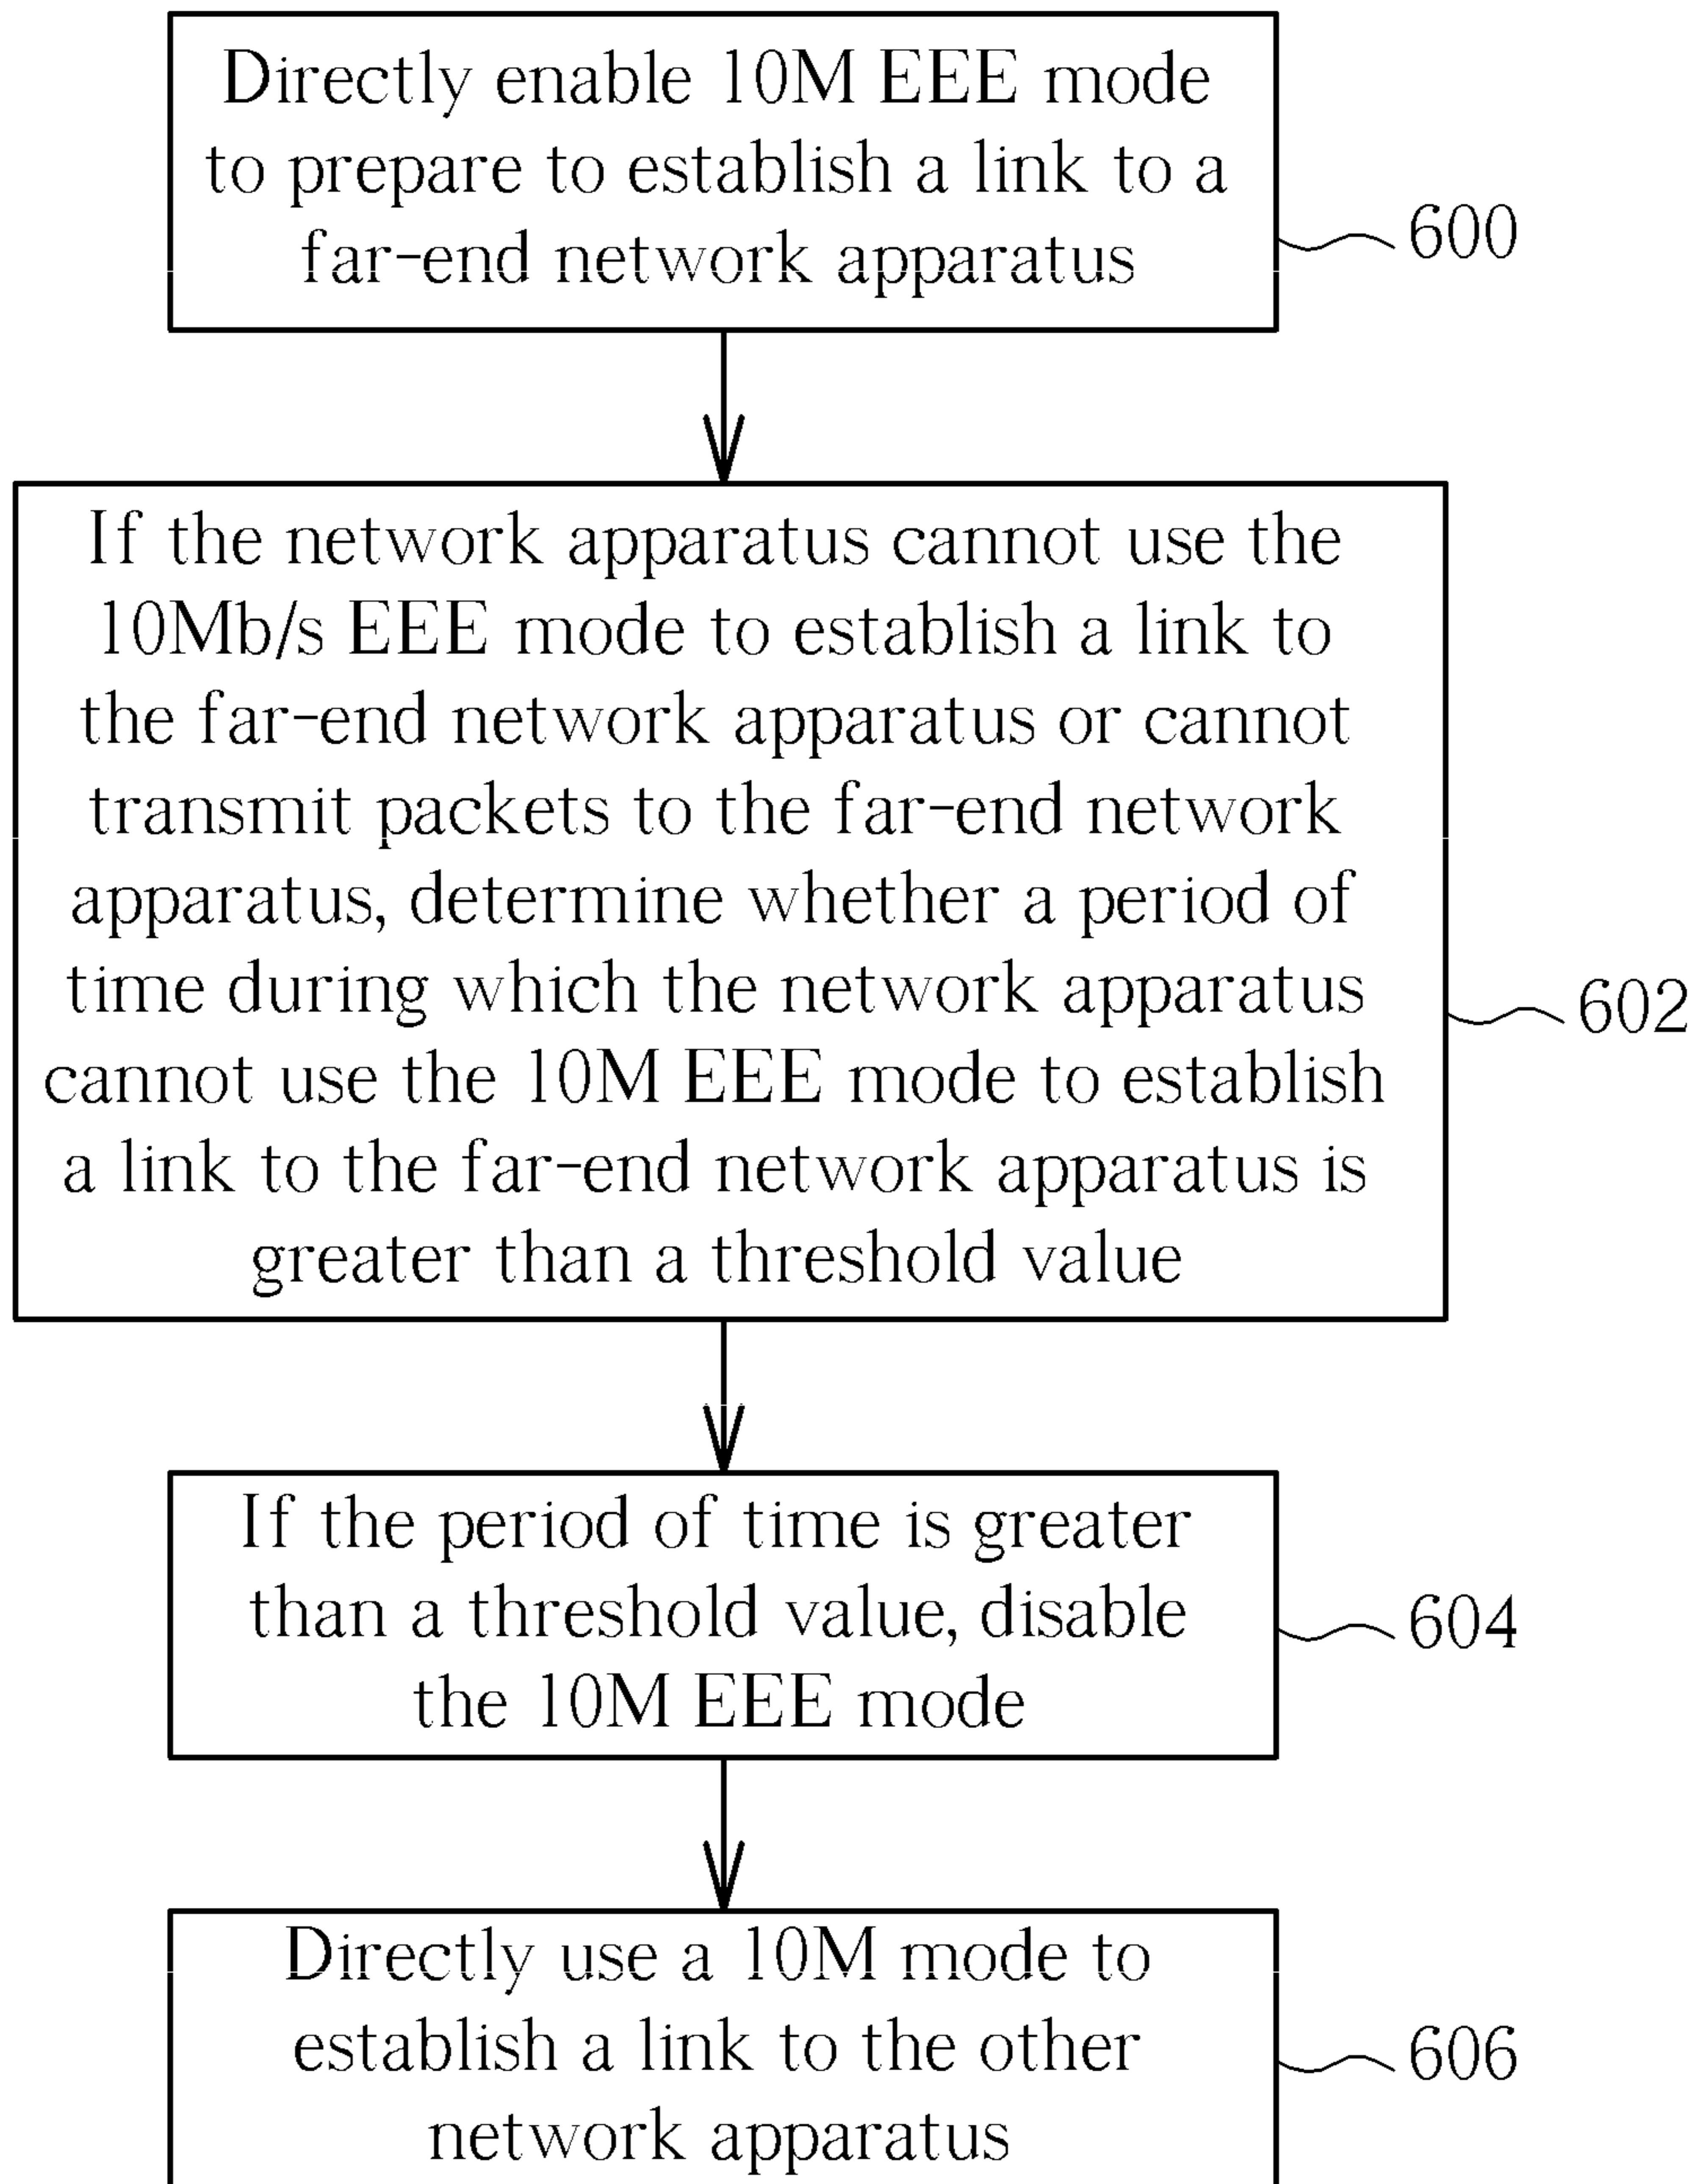 Directly enable 10M EEE mode
to prepare to establish a link to a
far-end network apparatus
600
If the network apparatus cannot use the
10Mb/s EEE mode to establish a link to
the far-end network apparatus or cannot
transmit packets to the far-end network
apparatus, determine whether a period of
time during which the network apparatus
cannot use the 10M EEE mode to establish
a link to the far-end network apparatus is
greater than a threshold value
602
If the period of time is greater
than a threshold value, disable
the 10M EEE mode
604
Directly use a 10M mode to
establish a link to the other
network apparatus
606